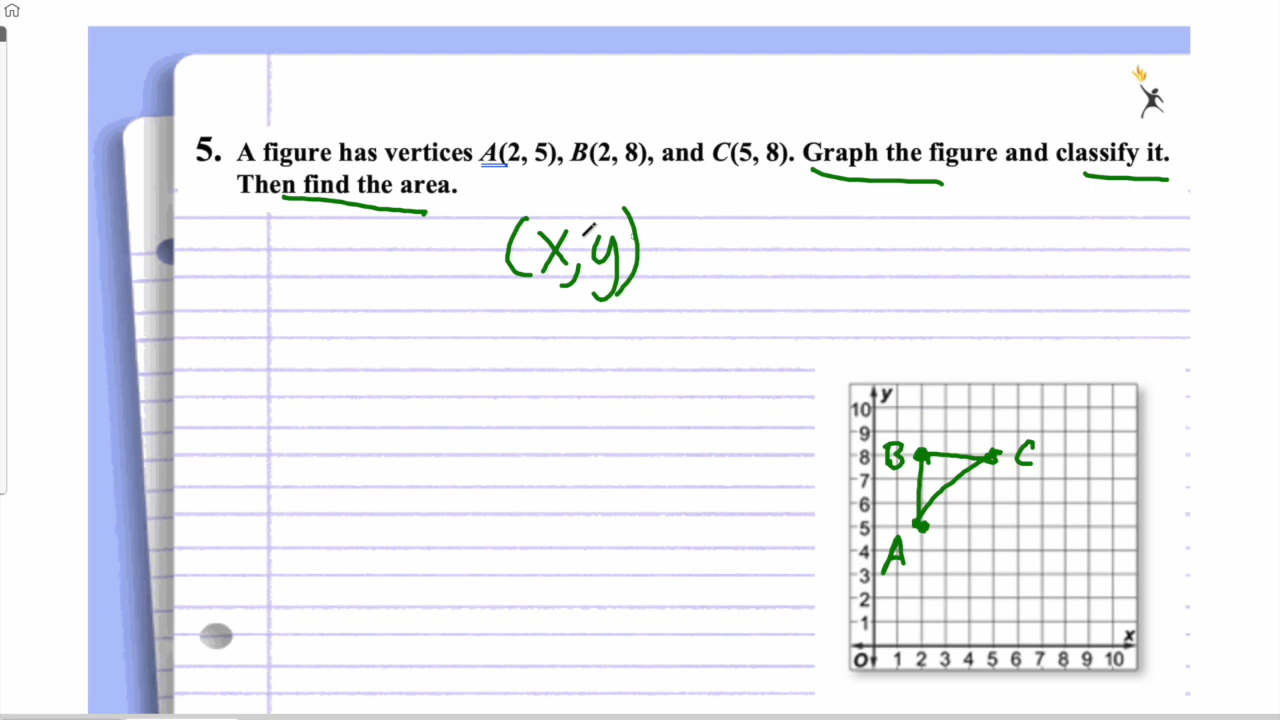 5. A figure has vertices A(2, 5), B(2, 8), and C(5, 8). Graph the figure and classify it.
Then find the area.
(x, y)
y
10
9
B 8 C
7
6
5
A 4
3
2
1
x
O 1 2 3 4 5 6 7 8 9 10